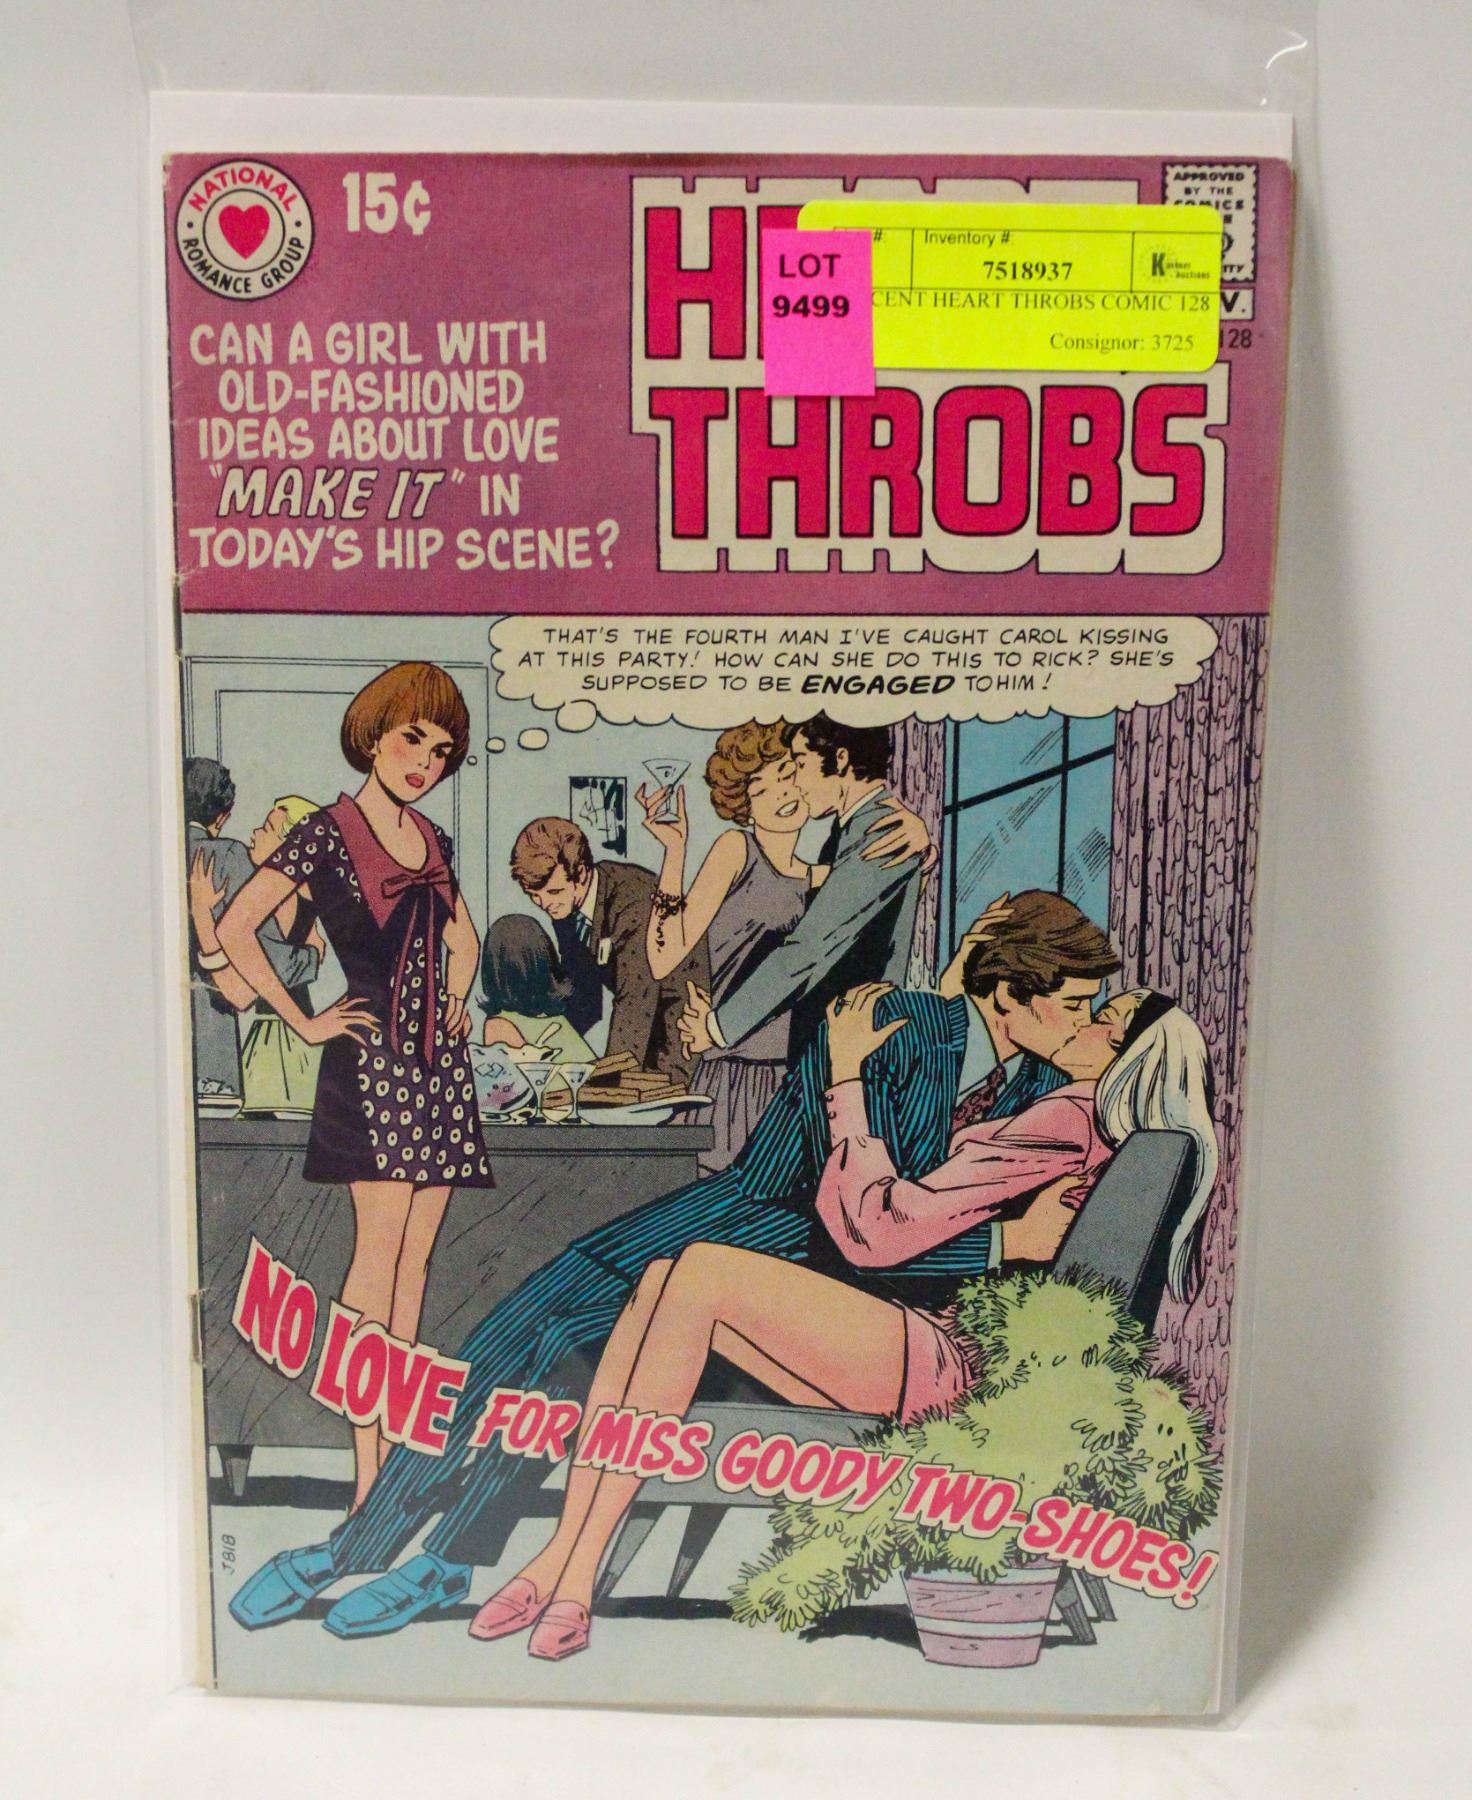 NATIONAL
ROMANCE GROUP
15¢
CAN A GIRL WITH
OLD-FASHIONED
IDEAS ABOUT LOVE
"MAKE IT" IN
TODAY'S HIP SCENE?
THROBS
APPROVED
BY THE
COMICS
LOT
9499
#:
Inventory #:
7518937
Kastner
Auctions
CENT HEART THROBS COMIC 128
Consignor: 3725
V.
128
THAT'S THE FOURTH MAN I'VE CAUGHT CAROL KISSING
AT THIS PARTY! HOW CAN SHE DO THIS TO RICK? SHE'S
SUPPOSED TO BE ENGAGED TO HIM!
NO LOVE FOR MISS GOODY TWO-SHOES!
J818